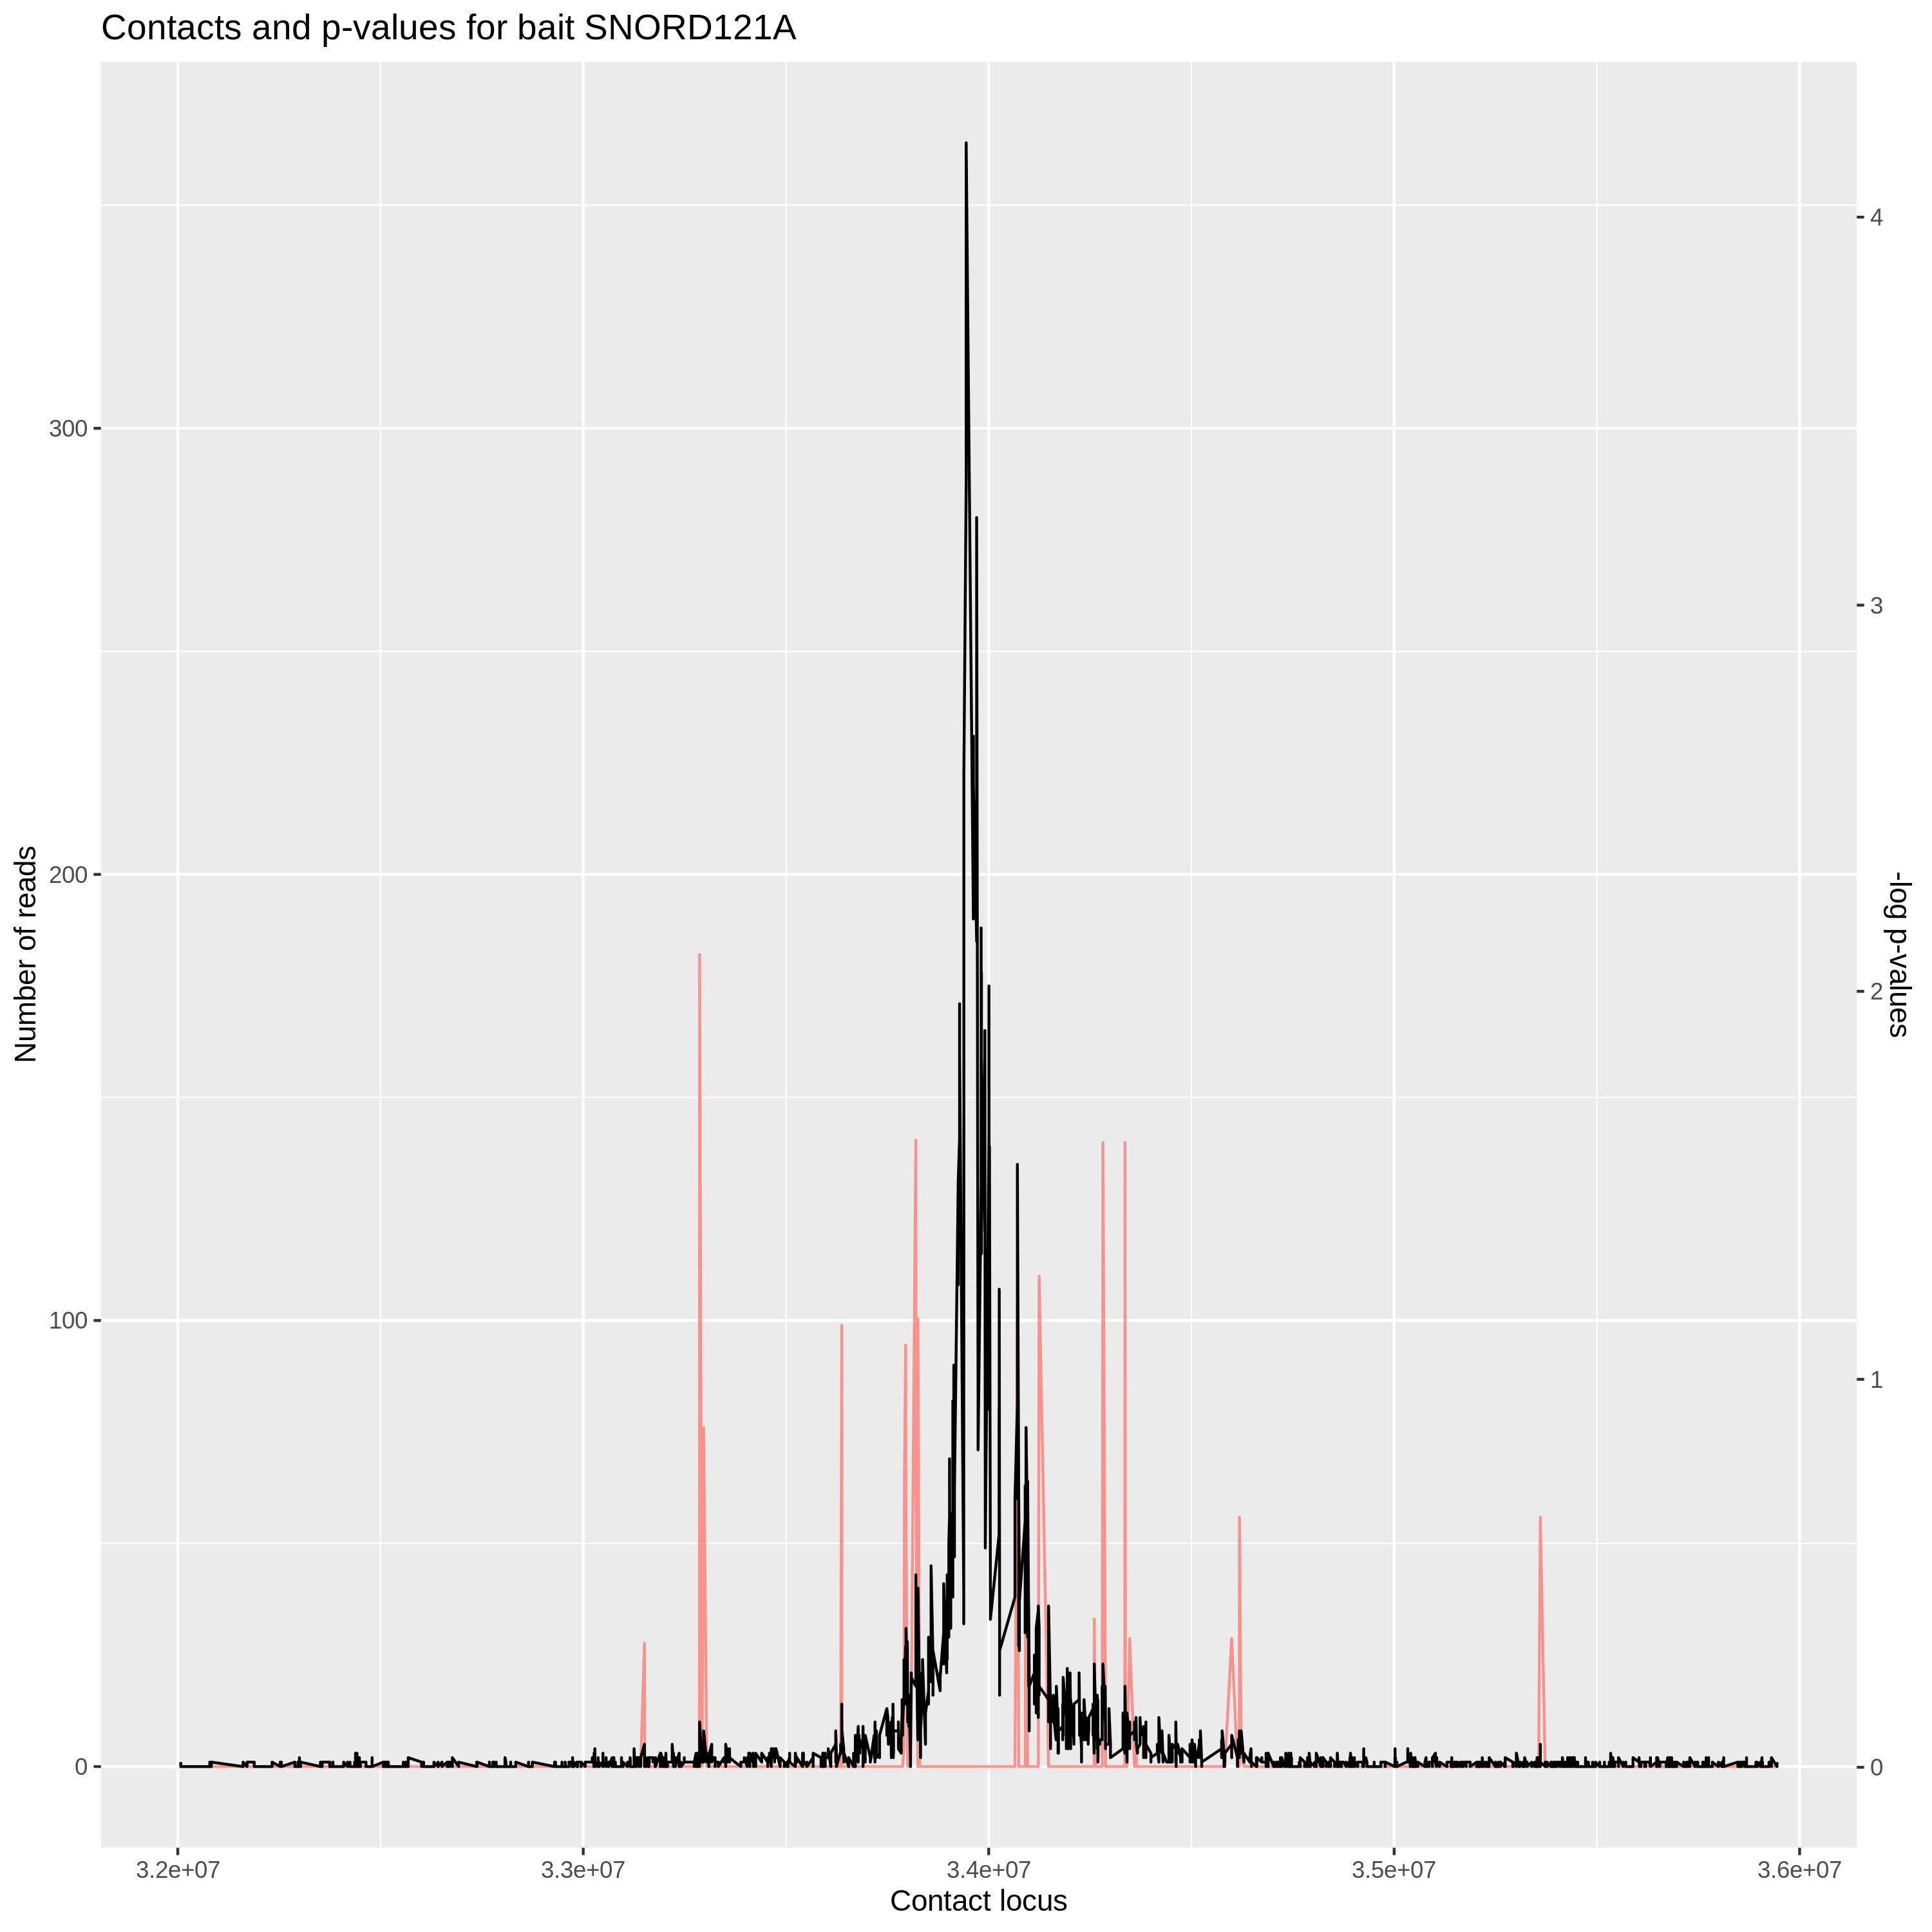 Contacts and p-values for bait SNORD121A
Number of reads
300
200
100
0
4
3
2
1
0
-log p-values
3.2e+07 3.3e+07 3.4e+07 3.5e+07 3.6e+07
Contact locus